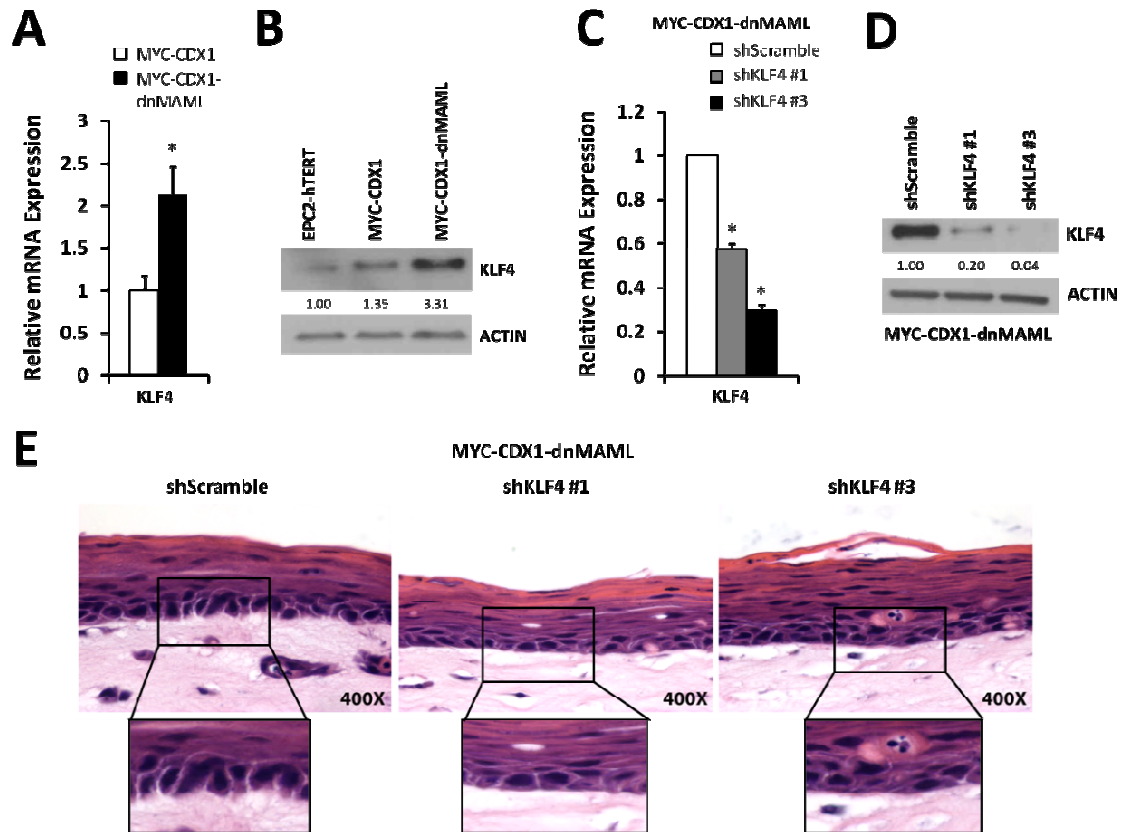 A
MYC-CDX1
MYC-CDX1-
dnMAML
Relative mRNA Expression
3
2.5
2
1.5
1
0.5
0
*
KLF4
B
EPC2-hTERT
MYC-CDX1
MYC-CDX1-dnMAML
KLF4
1.00 1.35 3.31
ACTIN
C
MYC-CDX1-dnMAML
shScramble
shKLF4 #1
shKLF4 #3
Relative mRNA Expression
1.2
1
0.8
0.6
0.4
0.2
0
*
*
KLF4
D
shScramble
shKLF4 #1
shKLF4 #3
KLF4
1.00 0.20 0.04
ACTIN
MYC-CDX1-dnMAML
E
MYC-CDX1-dnMAML
shScramble
shKLF4 #1
shKLF4 #3
400X
400X
400X